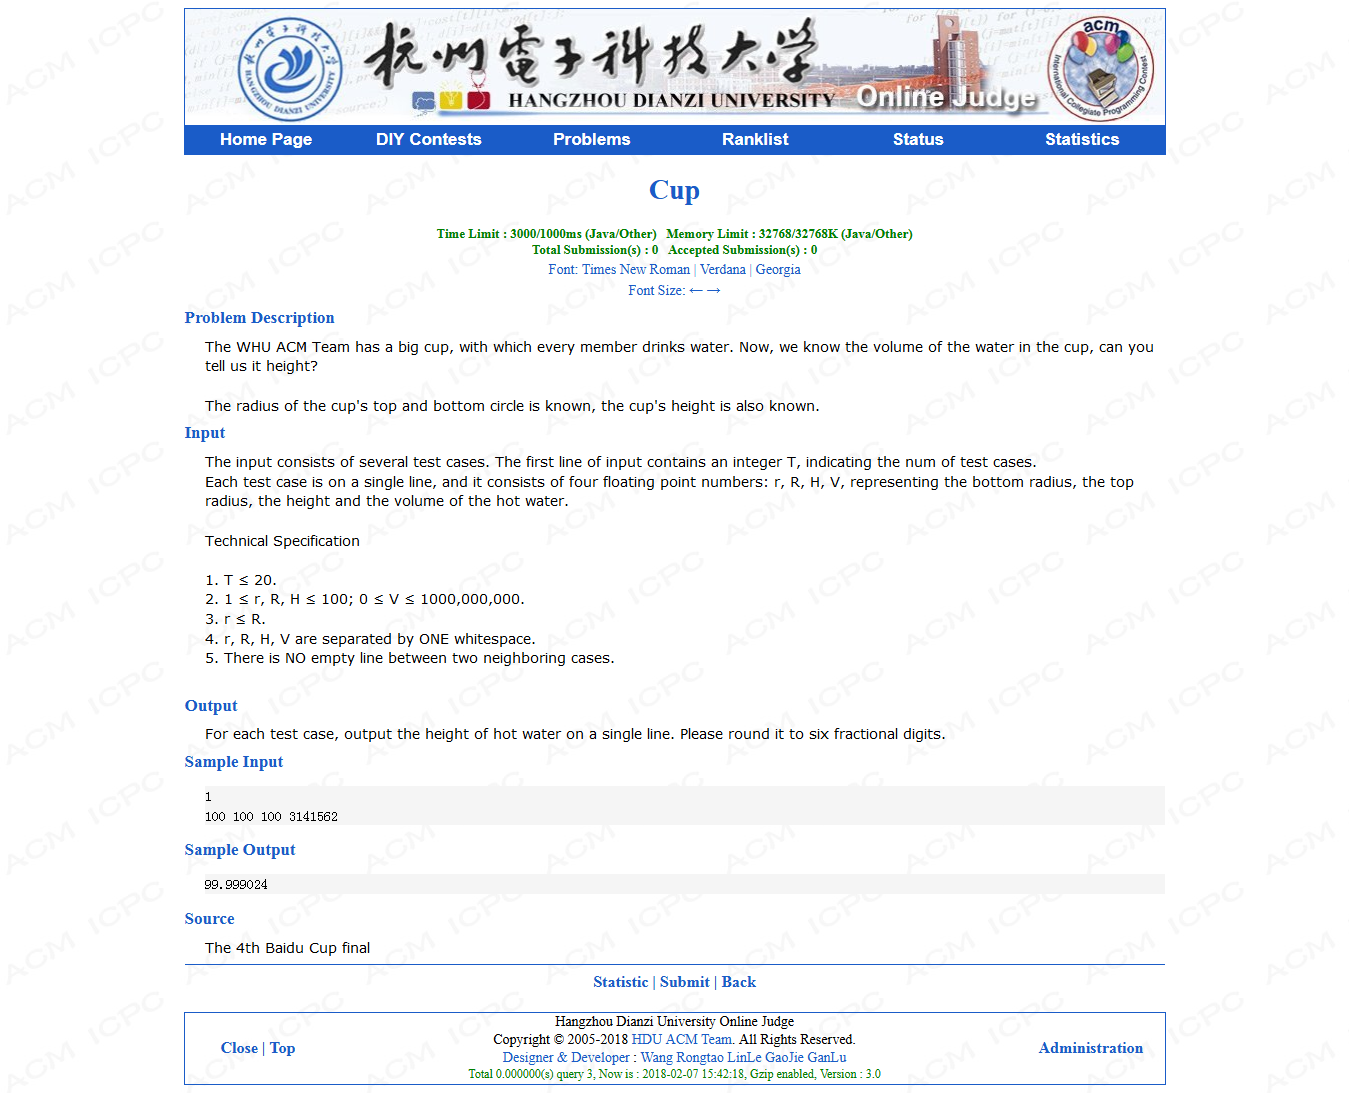 杭州電子科技大学
HANGZHOU DIANZI UNIVERSITY
Online Judge
HANGZHOU DIANZI UNIVERSITY
acm
International Collegiate Programming Contest
Home Page DIY Contests Problems Ranklist Status Statistics
Cup
Time Limit : 3000/1000ms (Java/Other) Memory Limit : 32768/32768K (Java/Other)
Total Submission(s) : 0 Accepted Submission(s) : 0
Font: Times New Roman | Verdana | Georgia
Font Size: ← →
Problem Description
The WHU ACM Team has a big cup, with which every member drinks water. Now, we know the volume of the water in the cup, can you
tell us it height?
The radius of the cup's top and bottom circle is known, the cup's height is also known.
Input
The input consists of several test cases. The first line of input contains an integer T, indicating the num of test cases.
Each test case is on a single line, and it consists of four floating point numbers: r, R, H, V, representing the bottom radius, the top
radius, the height and the volume of the hot water.
Technical Specification
1. T ≤ 20.
2. 1 ≤ r, R, H ≤ 100; 0 ≤ V ≤ 1000,000,000.
3. r ≤ R.
4. r, R, H, V are separated by ONE whitespace.
5. There is NO empty line between two neighboring cases.
Output
For each test case, output the height of hot water on a single line. Please round it to six fractional digits.
Sample Input
1
100 100 100 3141562
Sample Output
99.999024
Source
The 4th Baidu Cup final
Statistic | Submit | Back
Hangzhou Dianzi University Online Judge
Copyright © 2005-2018 HDU ACM Team. All Rights Reserved.
Close | Top
Administration
Designer & Developer : Wang Rongtao LinLe GaoJie GanLu
Total 0.000000(s) query 3, Now is : 2018-02-07 15:42:18, Gzip enabled, Version : 3.0